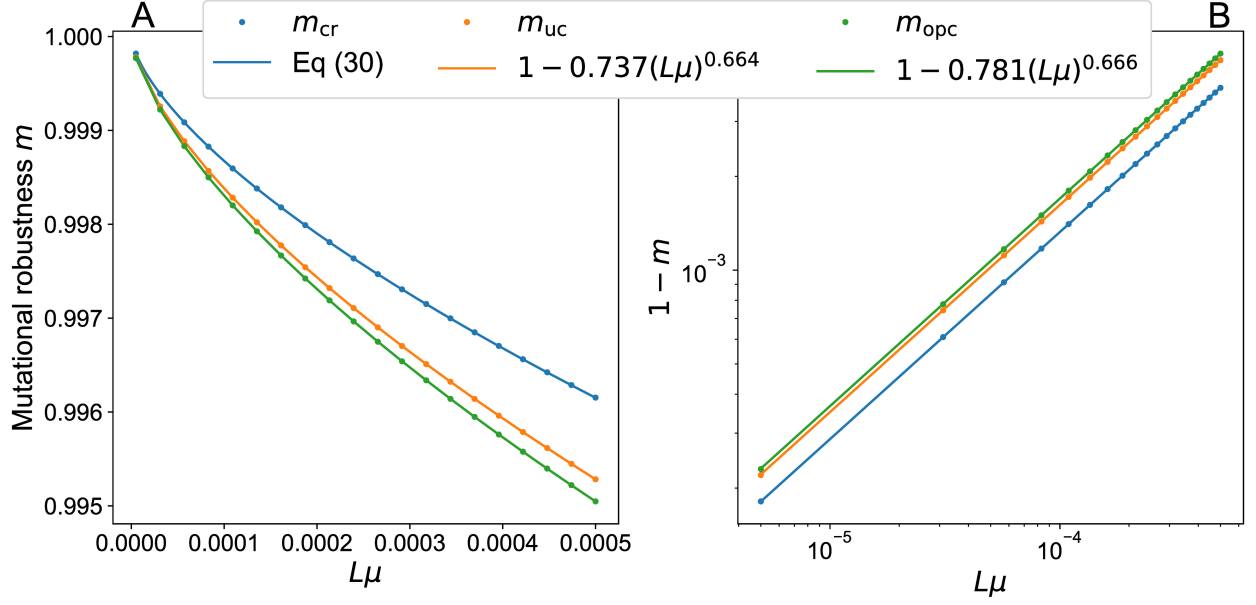 A
B
m_cr
m_uc
m_opc
Eq (30)
1 − 0.737(Lμ)^0.664
1 − 0.781(Lμ)^0.666
Mutational robustness m
1.000
0.999
0.998
0.997
0.996
0.995
0.0000 0.0001 0.0002 0.0003 0.0004 0.0005
Lμ
1 − m
10^−3
10^−5 10^−4
Lμ